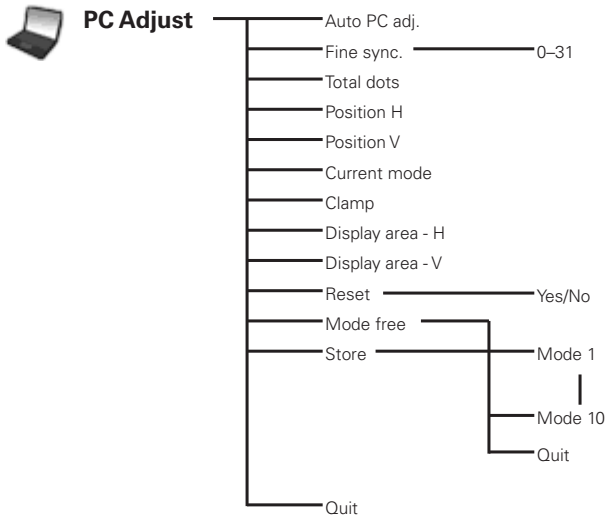 PC Adjust
Auto PC adj.
Fine sync. 0–31
Total dots
Position H
Position V
Current mode
Clamp
Display area - H
Display area - V
Reset Yes/No
Mode free
Store Mode 1
Mode 10
Quit
Quit